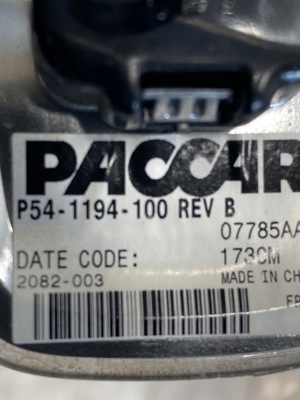 PACCAR
P54-1194-100 REV B
07785AA
DATE CODE: 173CM
2082-003
MADE IN CH